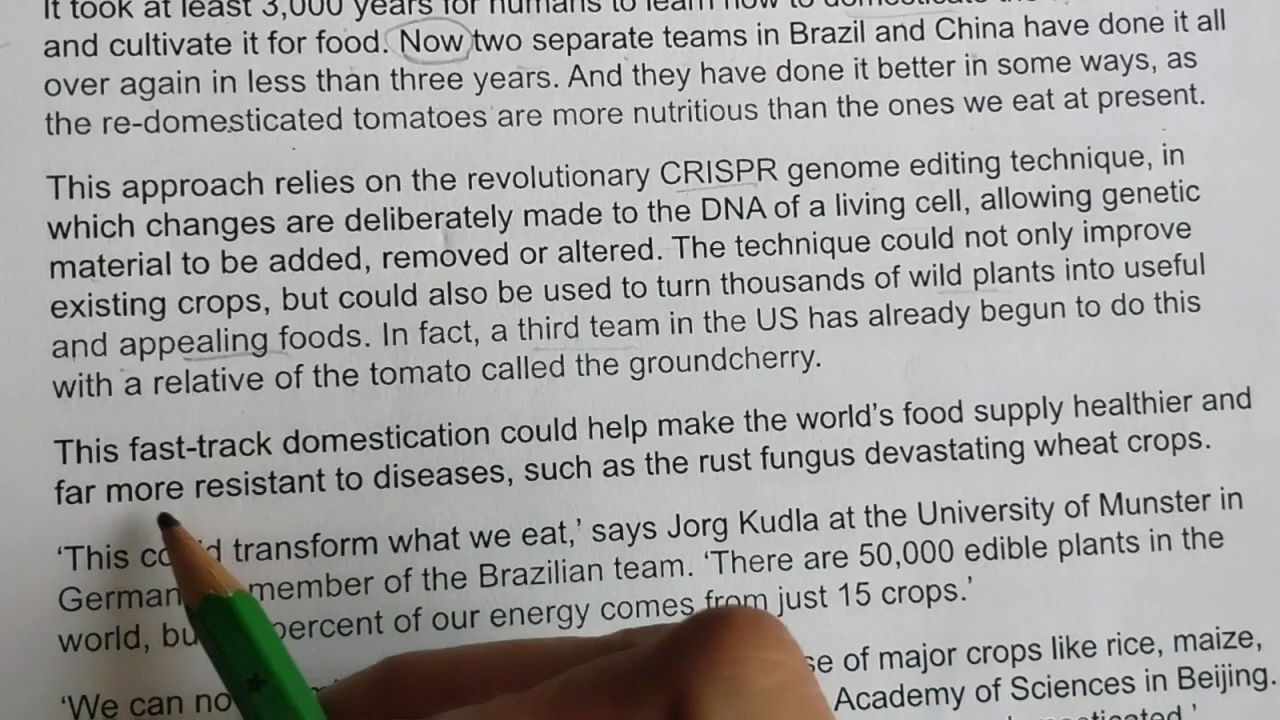 It took at least 3,000 years for humans to learn how to domesticate
and cultivate it for food. Now two separate teams in Brazil and China have done it all
over again in less than three years. And they have done it better in some ways, as
the re-domesticated tomatoes are more nutritious than the ones we eat at present.
This approach relies on the revolutionary CRISPR genome editing technique, in
which changes are deliberately made to the DNA of a living cell, allowing genetic
material to be added, removed or altered. The technique could not only improve
existing crops, but could also be used to turn thousands of wild plants into useful
and appealing foods. In fact, a third team in the US has already begun to do this
with a relative of the tomato called the groundcherry.
This fast-track domestication could help make the world's food supply healthier and
far more resistant to diseases, such as the rust fungus devastating wheat crops.
'This could transform what we eat,' says Jorg Kudla at the University of Munster in
German member of the Brazilian team. 'There are 50,000 edible plants in the
world, bu percent of our energy comes from just 15 crops.'
se of major crops like rice, maize,
'We can no Academy of Sciences in Beijing.